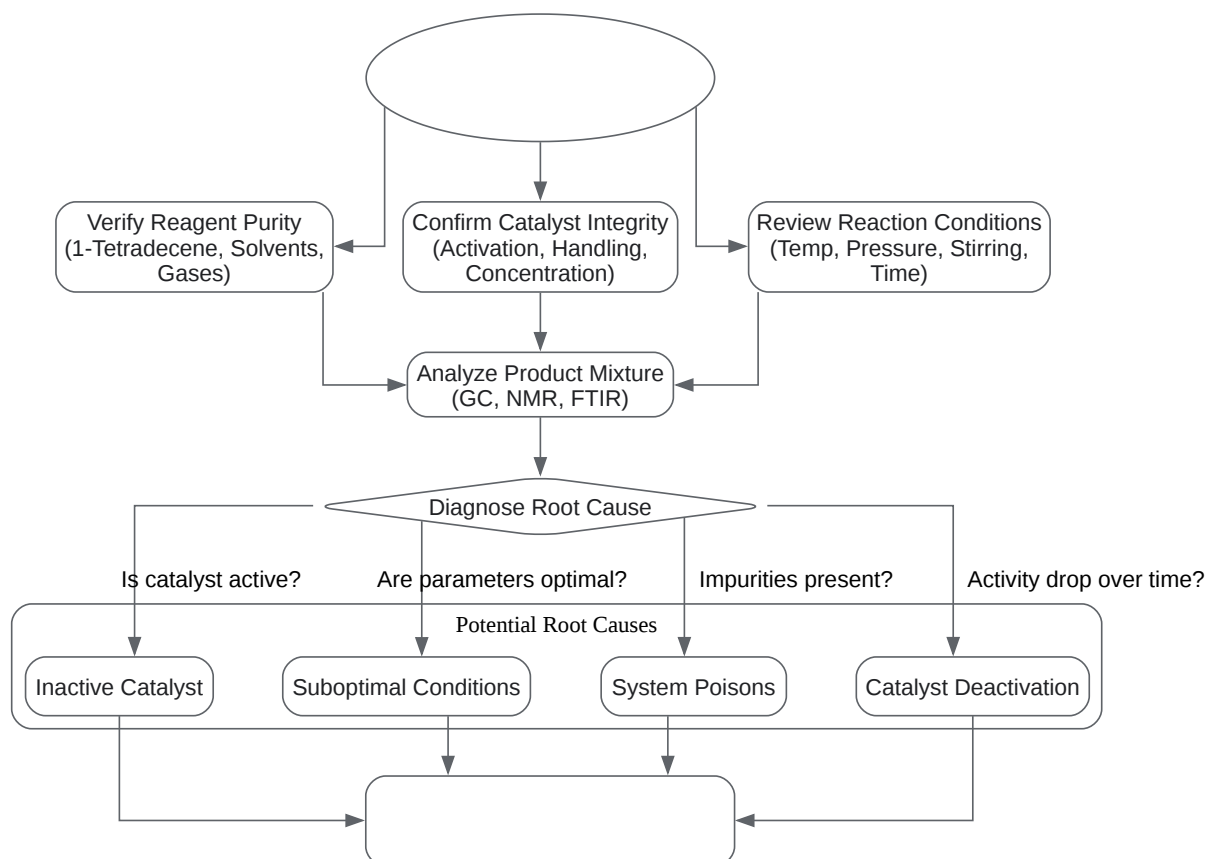 Verify Reagent Purity
(1-Tetradecene, Solvents,
Gases)
Confirm Catalyst Integrity
(Activation, Handling,
Concentration)
Review Reaction Conditions
(Temp, Pressure, Stirring,
Time)
Analyze Product Mixture
(GC, NMR, FTIR)
Diagnose Root Cause
Is catalyst active?
Are parameters optimal?
Impurities present?
Activity drop over time?
Potential Root Causes
Inactive Catalyst
Suboptimal Conditions
System Poisons
Catalyst Deactivation